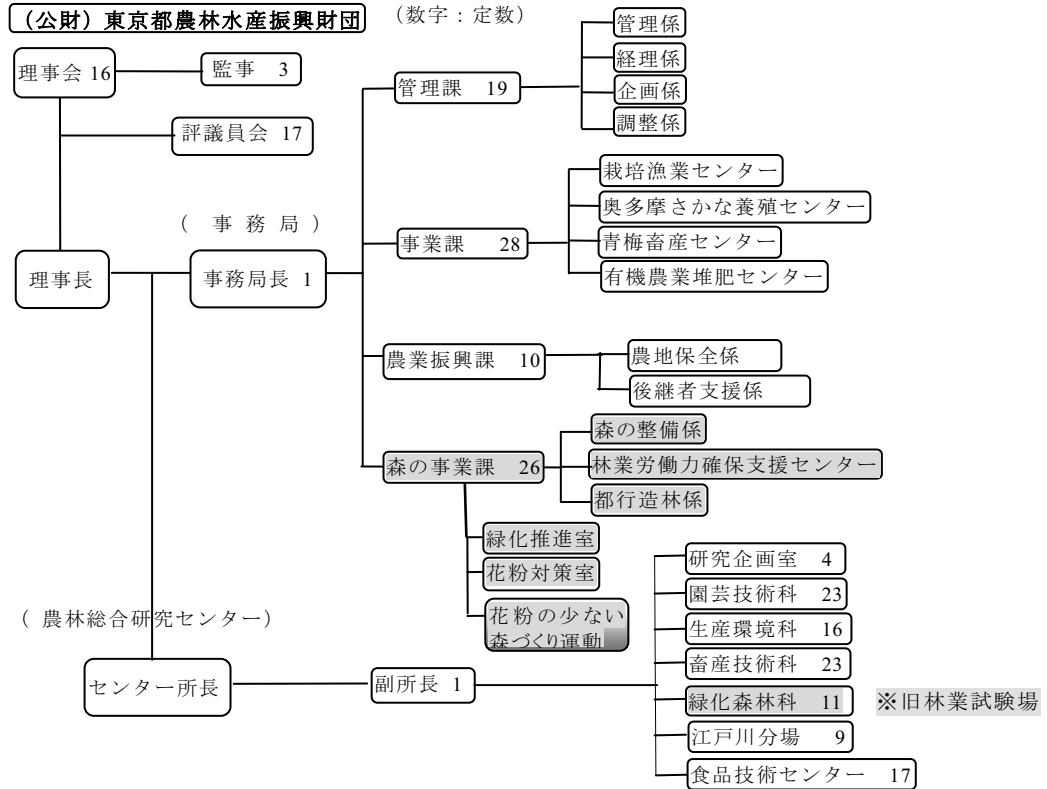 (公財)東京都農林水産振興財団
(数字:定数)
理事会 16
監事 3
評議員会 17
理事長
(事務局)
事務局長 1
管理課 19
管理係
経理係
企画係
調整係
事業課 28
栽培漁業センター
奥多摩さかな養殖センター
青梅畜産センター
有機農業堆肥センター
農業振興課 10
農地保全係
後継者支援係
森の事業課 26
森の整備係
林業労働力確保支援センター
都行造林係
緑化推進室
花粉対策室
花粉の少ない
森づくり運動
(農林総合研究センター)
センター所長
副所長 1
研究企画室 4
園芸技術科 23
生産環境科 16
畜産技術科 23
緑化森林科 11
※旧林業試験場
江戸川分場 9
食品技術センター 17